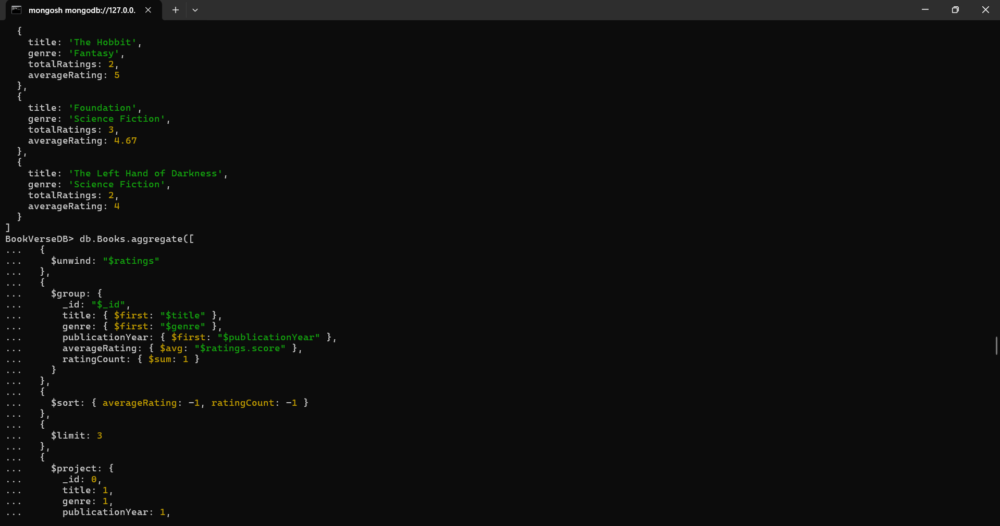 mongosh mongodb://127.0.0.
{
title: 'The Hobbit',
genre: 'Fantasy',
totalRatings: 2,
averageRating: 5
},
{
title: 'Foundation',
genre: 'Science Fiction',
totalRatings: 3,
averageRating: 4.67
},
{
title: 'The Left Hand of Darkness',
genre: 'Science Fiction',
totalRatings: 2,
averageRating: 4
}
]
BookVerseDB> db.Books.aggregate([
...   {
...     $unwind: "$ratings"
...   },
...   {
...     $group: {
...       _id: "$_id",
...       title: { $first: "$title" },
...       genre: { $first: "$genre" },
...       publicationYear: { $first: "$publicationYear" },
...       averageRating: { $avg: "$ratings.score" },
...       ratingCount: { $sum: 1 }
...     }
...   },
...   {
...     $sort: { averageRating: -1, ratingCount: -1 }
...   },
...   {
...     $limit: 3
...   },
...   {
...     $project: {
...       _id: 0,
...       title: 1,
...       genre: 1,
...       publicationYear: 1,